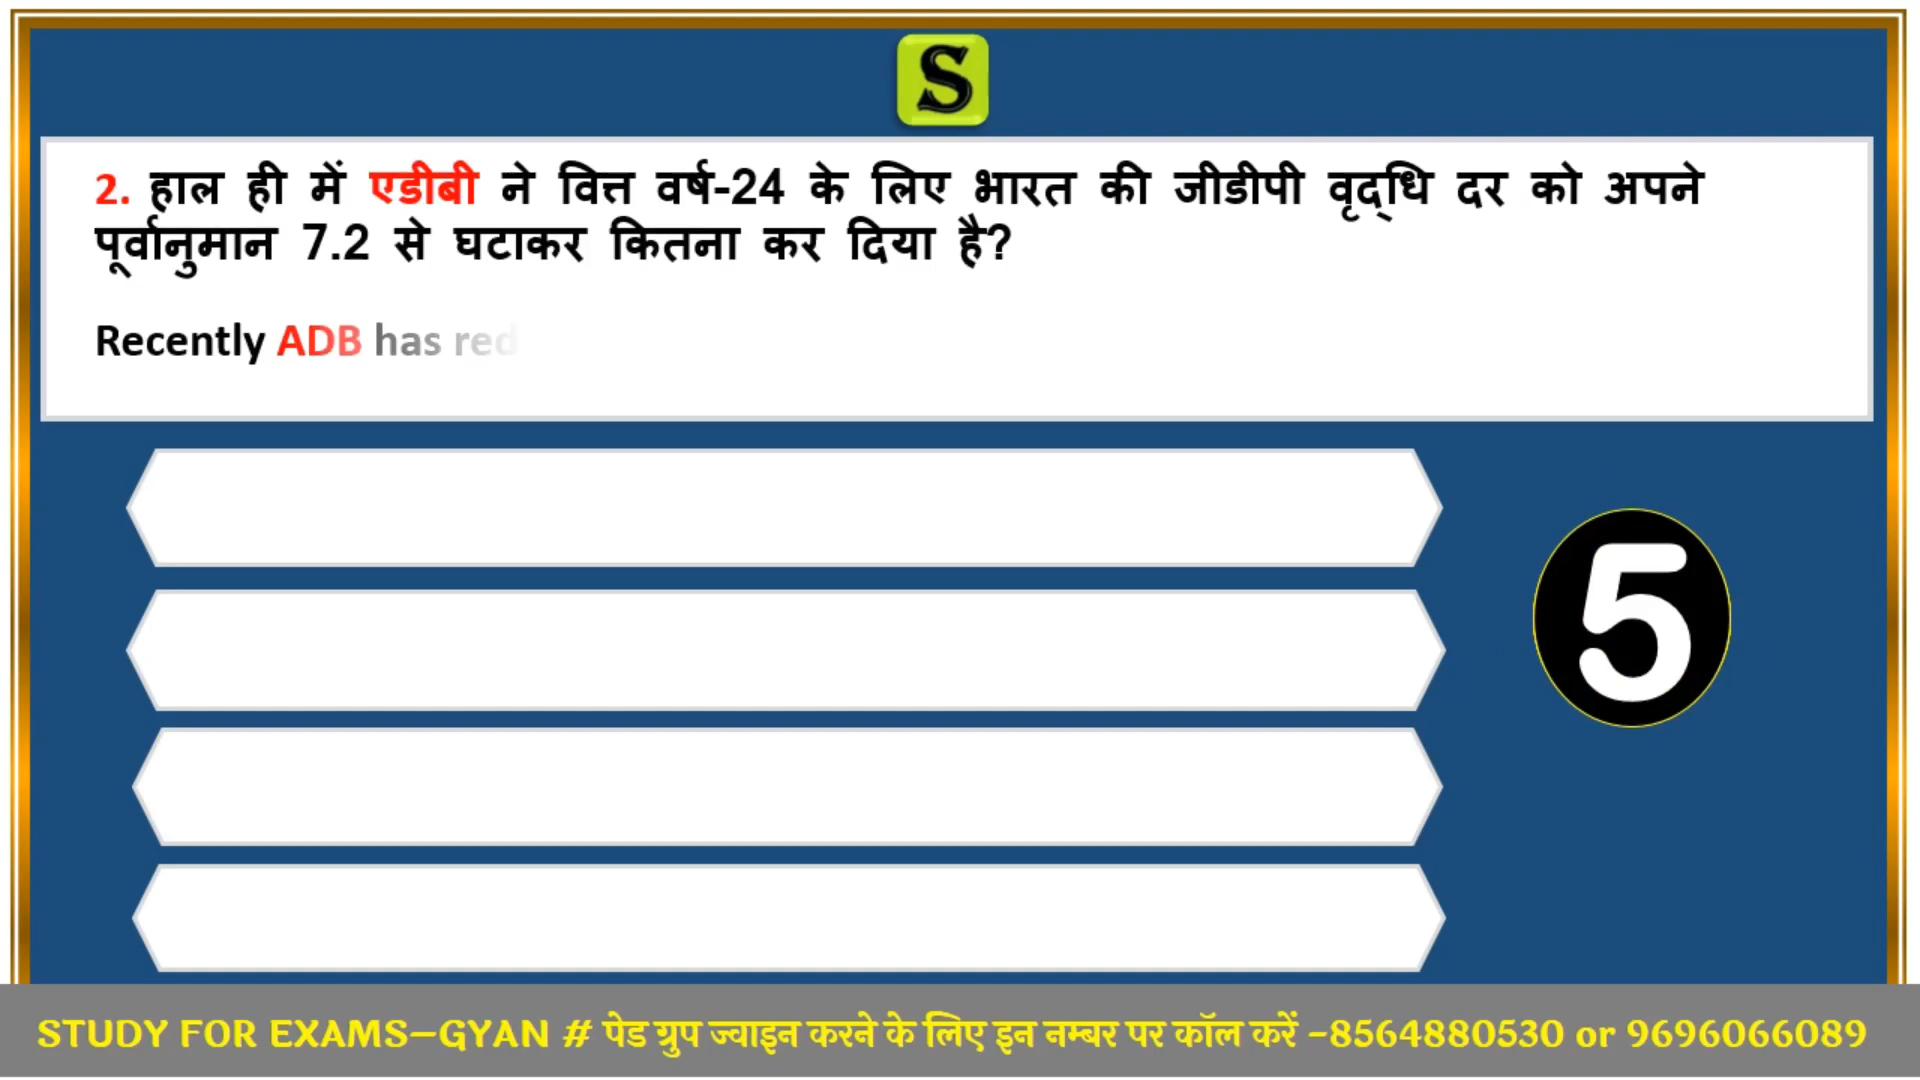 S
2. हाल ही में एडीबी ने वित्त वर्ष-24 के लिए भारत की जीडीपी वृद्धि दर को अपने
पूर्वानुमान 7.2 से घटाकर कितना कर दिया है?
Recently ADB has red
5
STUDY FOR EXAMS-GYAN # पेड ग्रुप ज्वाइन करने के लिए इन नम्बर पर कॉल करें -8564880530 or 9696066089